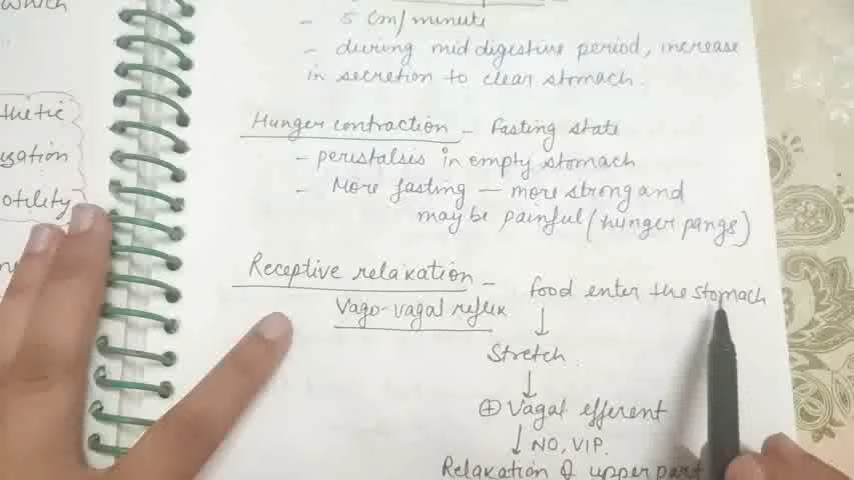 which
thetic
otility
- 5 cm/minute
- during mid digestive period, increase
in secretion to clear stomach.
Hunger contraction - Fasting state
- peristalsis in empty stomach
- More fasting — more strong and
may be painful (hunger pangs)
Receptive relaxation - food enter the stomach
Vago-vagal reflex
↓
Stretch
↓
⊕ Vagal efferent
↓ NO, VIP.
Relaxation of upper part